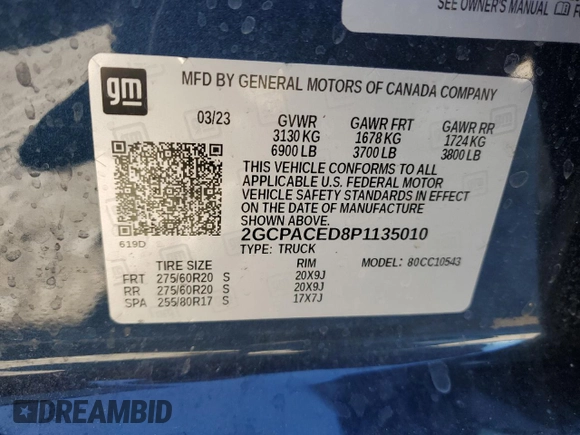 SEE OWNER'S MANUAL
gm
MFD BY GENERAL MOTORS OF CANADA COMPANY
03/23 GVWR GAWR FRT GAWR RR
3130 KG 1678 KG 1724 KG
6900 LB 3700 LB 3800 LB
THIS VEHICLE CONFORMS TO ALL
APPLICABLE U.S. FEDERAL MOTOR
VEHICLE SAFETY STANDARDS IN EFFECT
ON THE DATE OF MANUFACTURE
SHOWN ABOVE.
2GCPACED8P1135010
619D
TYPE: TRUCK
TIRE SIZE RIM MODEL: 80CC10543
FRT 275/60R20 S 20X9J
RR 275/60R20 S 20X9J
SPA 255/80R17 S 17X7J
DREAMBID